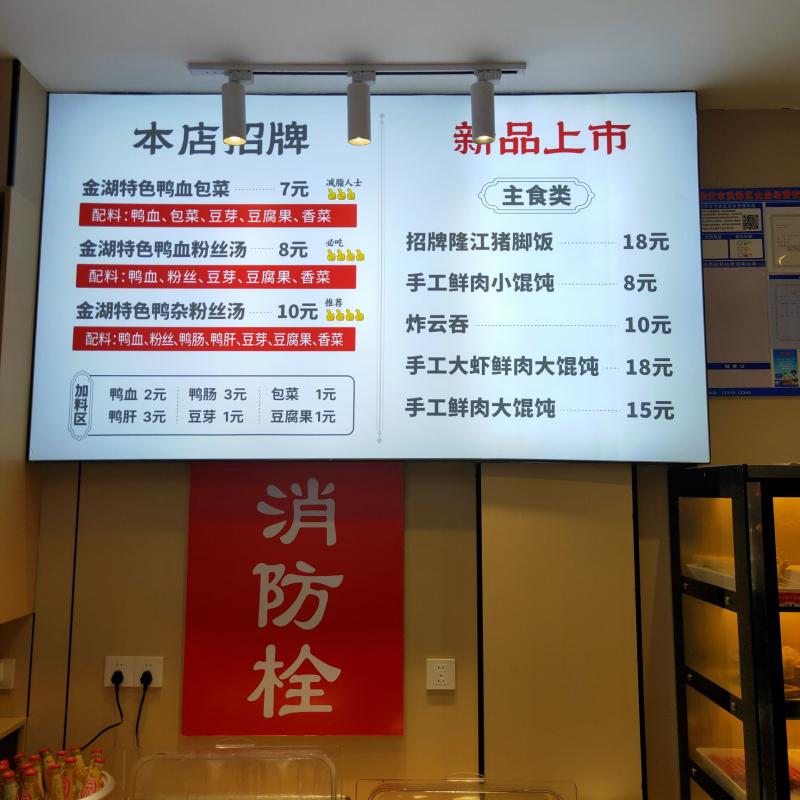 本店招牌
金湖特色鸭血包菜 7元 减脂人士
配料:鸭血、包菜、豆芽、豆腐果、香菜
金湖特色鸭血粉丝汤 8元 必吃
配料:鸭血、粉丝、豆芽、豆腐果、香菜
金湖特色鸭杂粉丝汤 10元 推荐
配料:鸭血、粉丝、鸭肠、鸭肝、豆芽、豆腐果、香菜
加料区
鸭血 2元 鸭肠 3元 包菜 1元
鸭肝 3元 豆芽 1元 豆腐果 1元
新品上市
主食类
招牌隆江猪脚饭 18元
手工鲜肉小馄饨 8元
炸云吞 10元
手工大虾鲜肉大馄饨 18元
手工鲜肉大馄饨 15元
消防栓